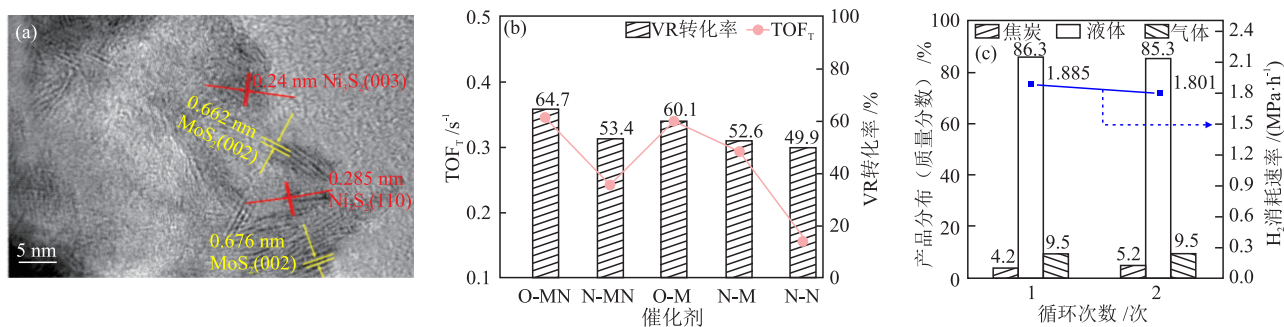 (a)
0.24 nm Ni₃S₂(003)
0.662 nm
MoS₂(002)
0.285 nm
Ni₃S₂(110)
0.676 nm
MoS₂(002)
5 nm
(b)
VR转化率
TOF_T
TOF_T /s⁻¹
0.5
0.4
0.3
0.2
0.1
64.7
53.4
60.1
52.6
49.9
100
80
60
40
20
0
VR转化率 /%
O-MN
N-MN
O-M
N-M
N-N
催化剂
(c)
焦炭
液体
气体
产品分布（质量分数）/%
100
80
60
40
20
0
86.3
85.3
1.885
1.801
4.2
9.5
5.2
9.5
2.4
2.1
1.8
1.5
1.2
0.9
0.6
0.3
0.0
H₂消耗速率 /(MPa·h⁻¹)
1
2
循环次数 /次